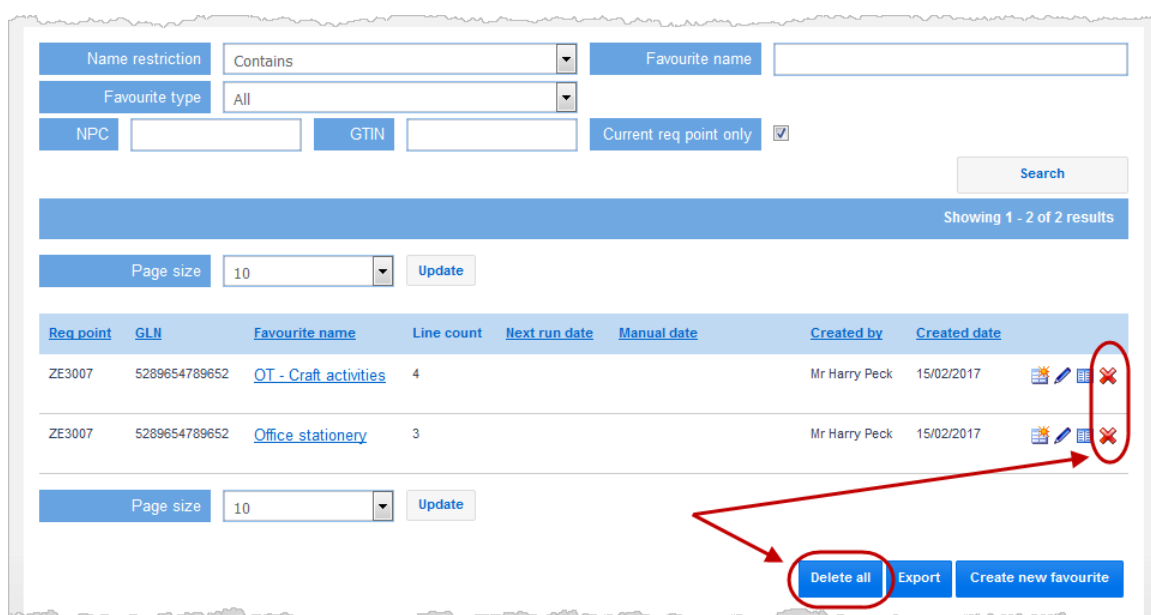 Name restriction Contains Favourite name
Favourite type All
NPC GTIN Current req point only
Search
Showing 1 - 2 of 2 results
Page size 10 Update
Req point GLN Favourite name Line count Next run date Manual date Created by Created date
ZE3007 5289654789652 OT - Craft activities 4 Mr Harry Peck 15/02/2017
ZE3007 5289654789652 Office stationery 3 Mr Harry Peck 15/02/2017
Page size 10 Update
Delete all Export Create new favourite